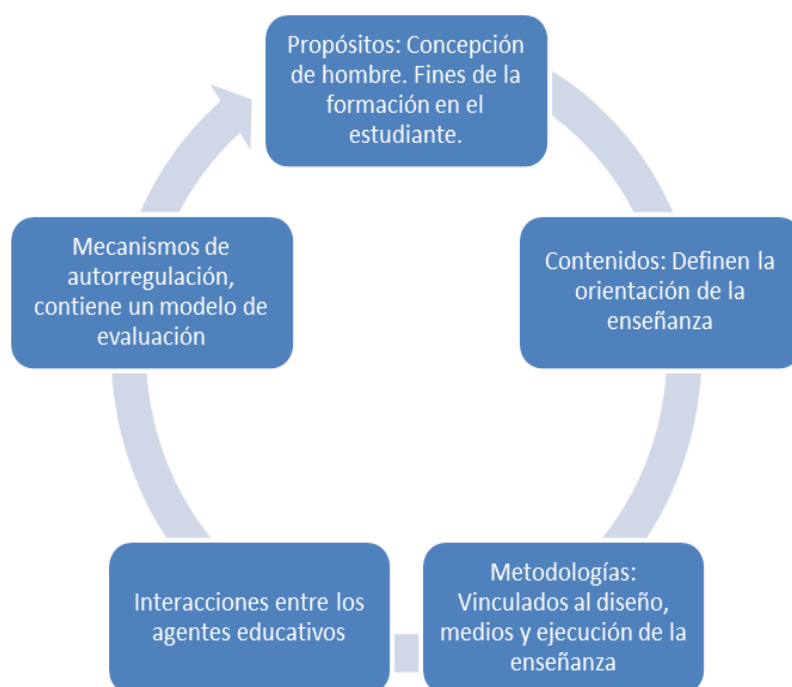 Propósitos: Concepción
de hombre. Fines de la
formación en el
estudiante.
Contenidos: Definen la
orientación de la
enseñanza
Metodologías:
Vinculados al diseño,
medios y ejecución de la
enseñanza
Interacciones entre los
agentes educativos
Mecanismos de
autorregulación,
contiene un modelo de
evaluación